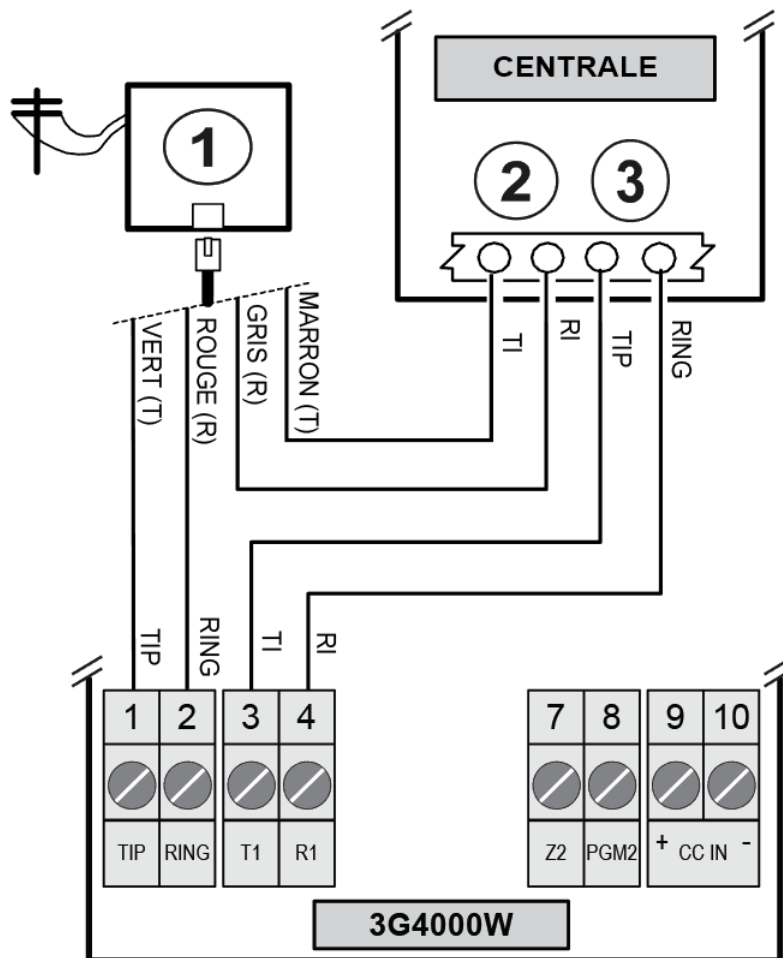 CENTRALE
1
2 3
VERT (T)
ROUGE (R)
GRIS (R)
MARRON (T)
TI
RI
TIP
RING
TIP
RING
TI
RI
1 2 3 4 7 8 9 10
TIP RING T1 R1 Z2 PGM2 + CC IN -
3G4000W